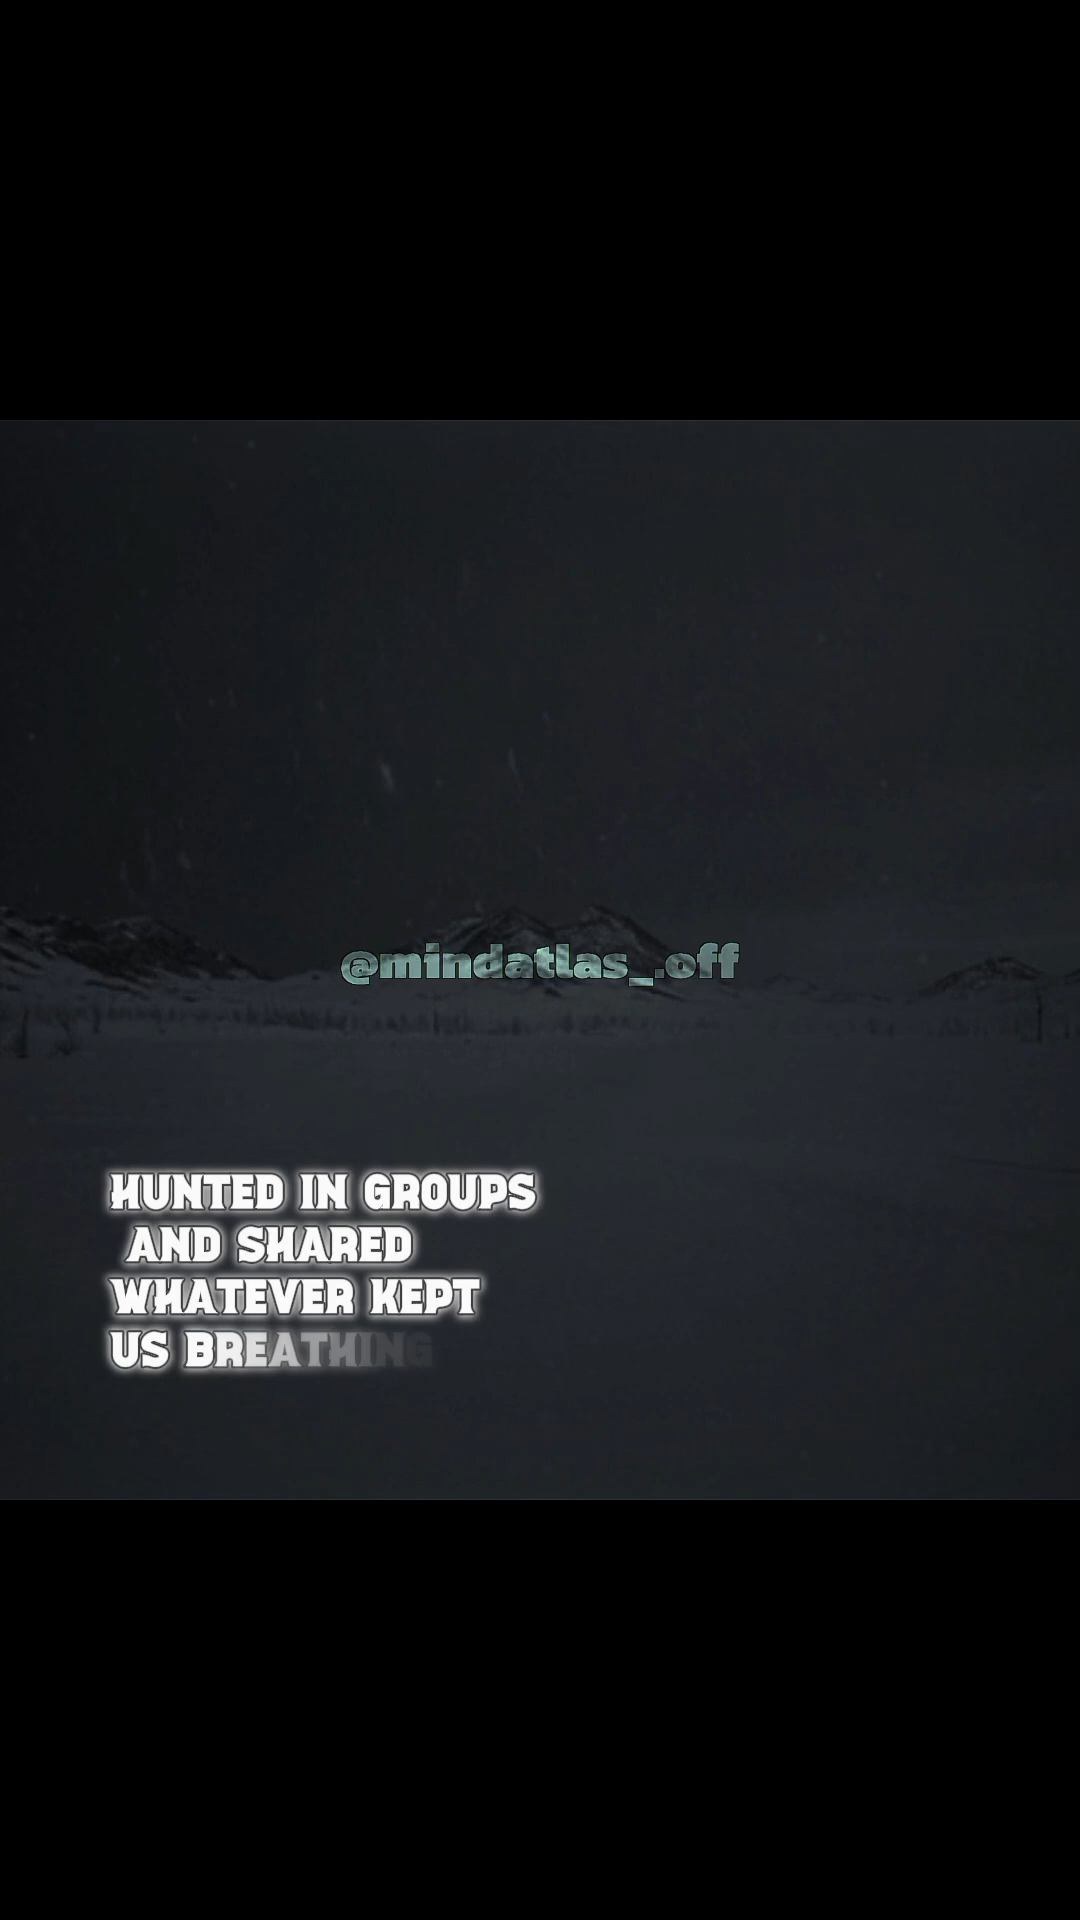 @mindatlas_.off
HUNTED IN GROUPS
AND SHARED
WHATEVER KEPT
US BREATHING